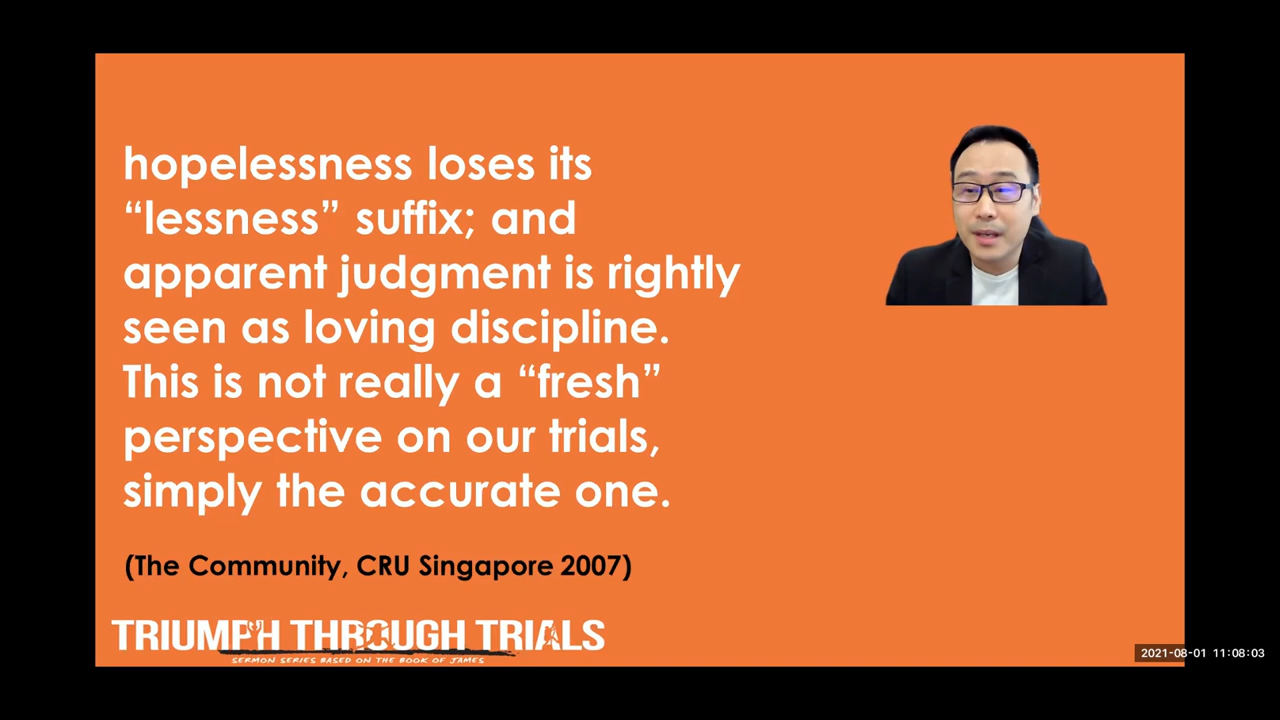 hopelessness loses its
“lessness” suffix; and
apparent judgment is rightly
seen as loving discipline.
This is not really a “fresh”
perspective on our trials,
simply the accurate one.
(The Community, CRU Singapore 2007)
TRIUMPH THROUGH TRIALS
SERMON SERIES BASED ON THE BOOK OF JAMES
2021-08-01 11:08:03